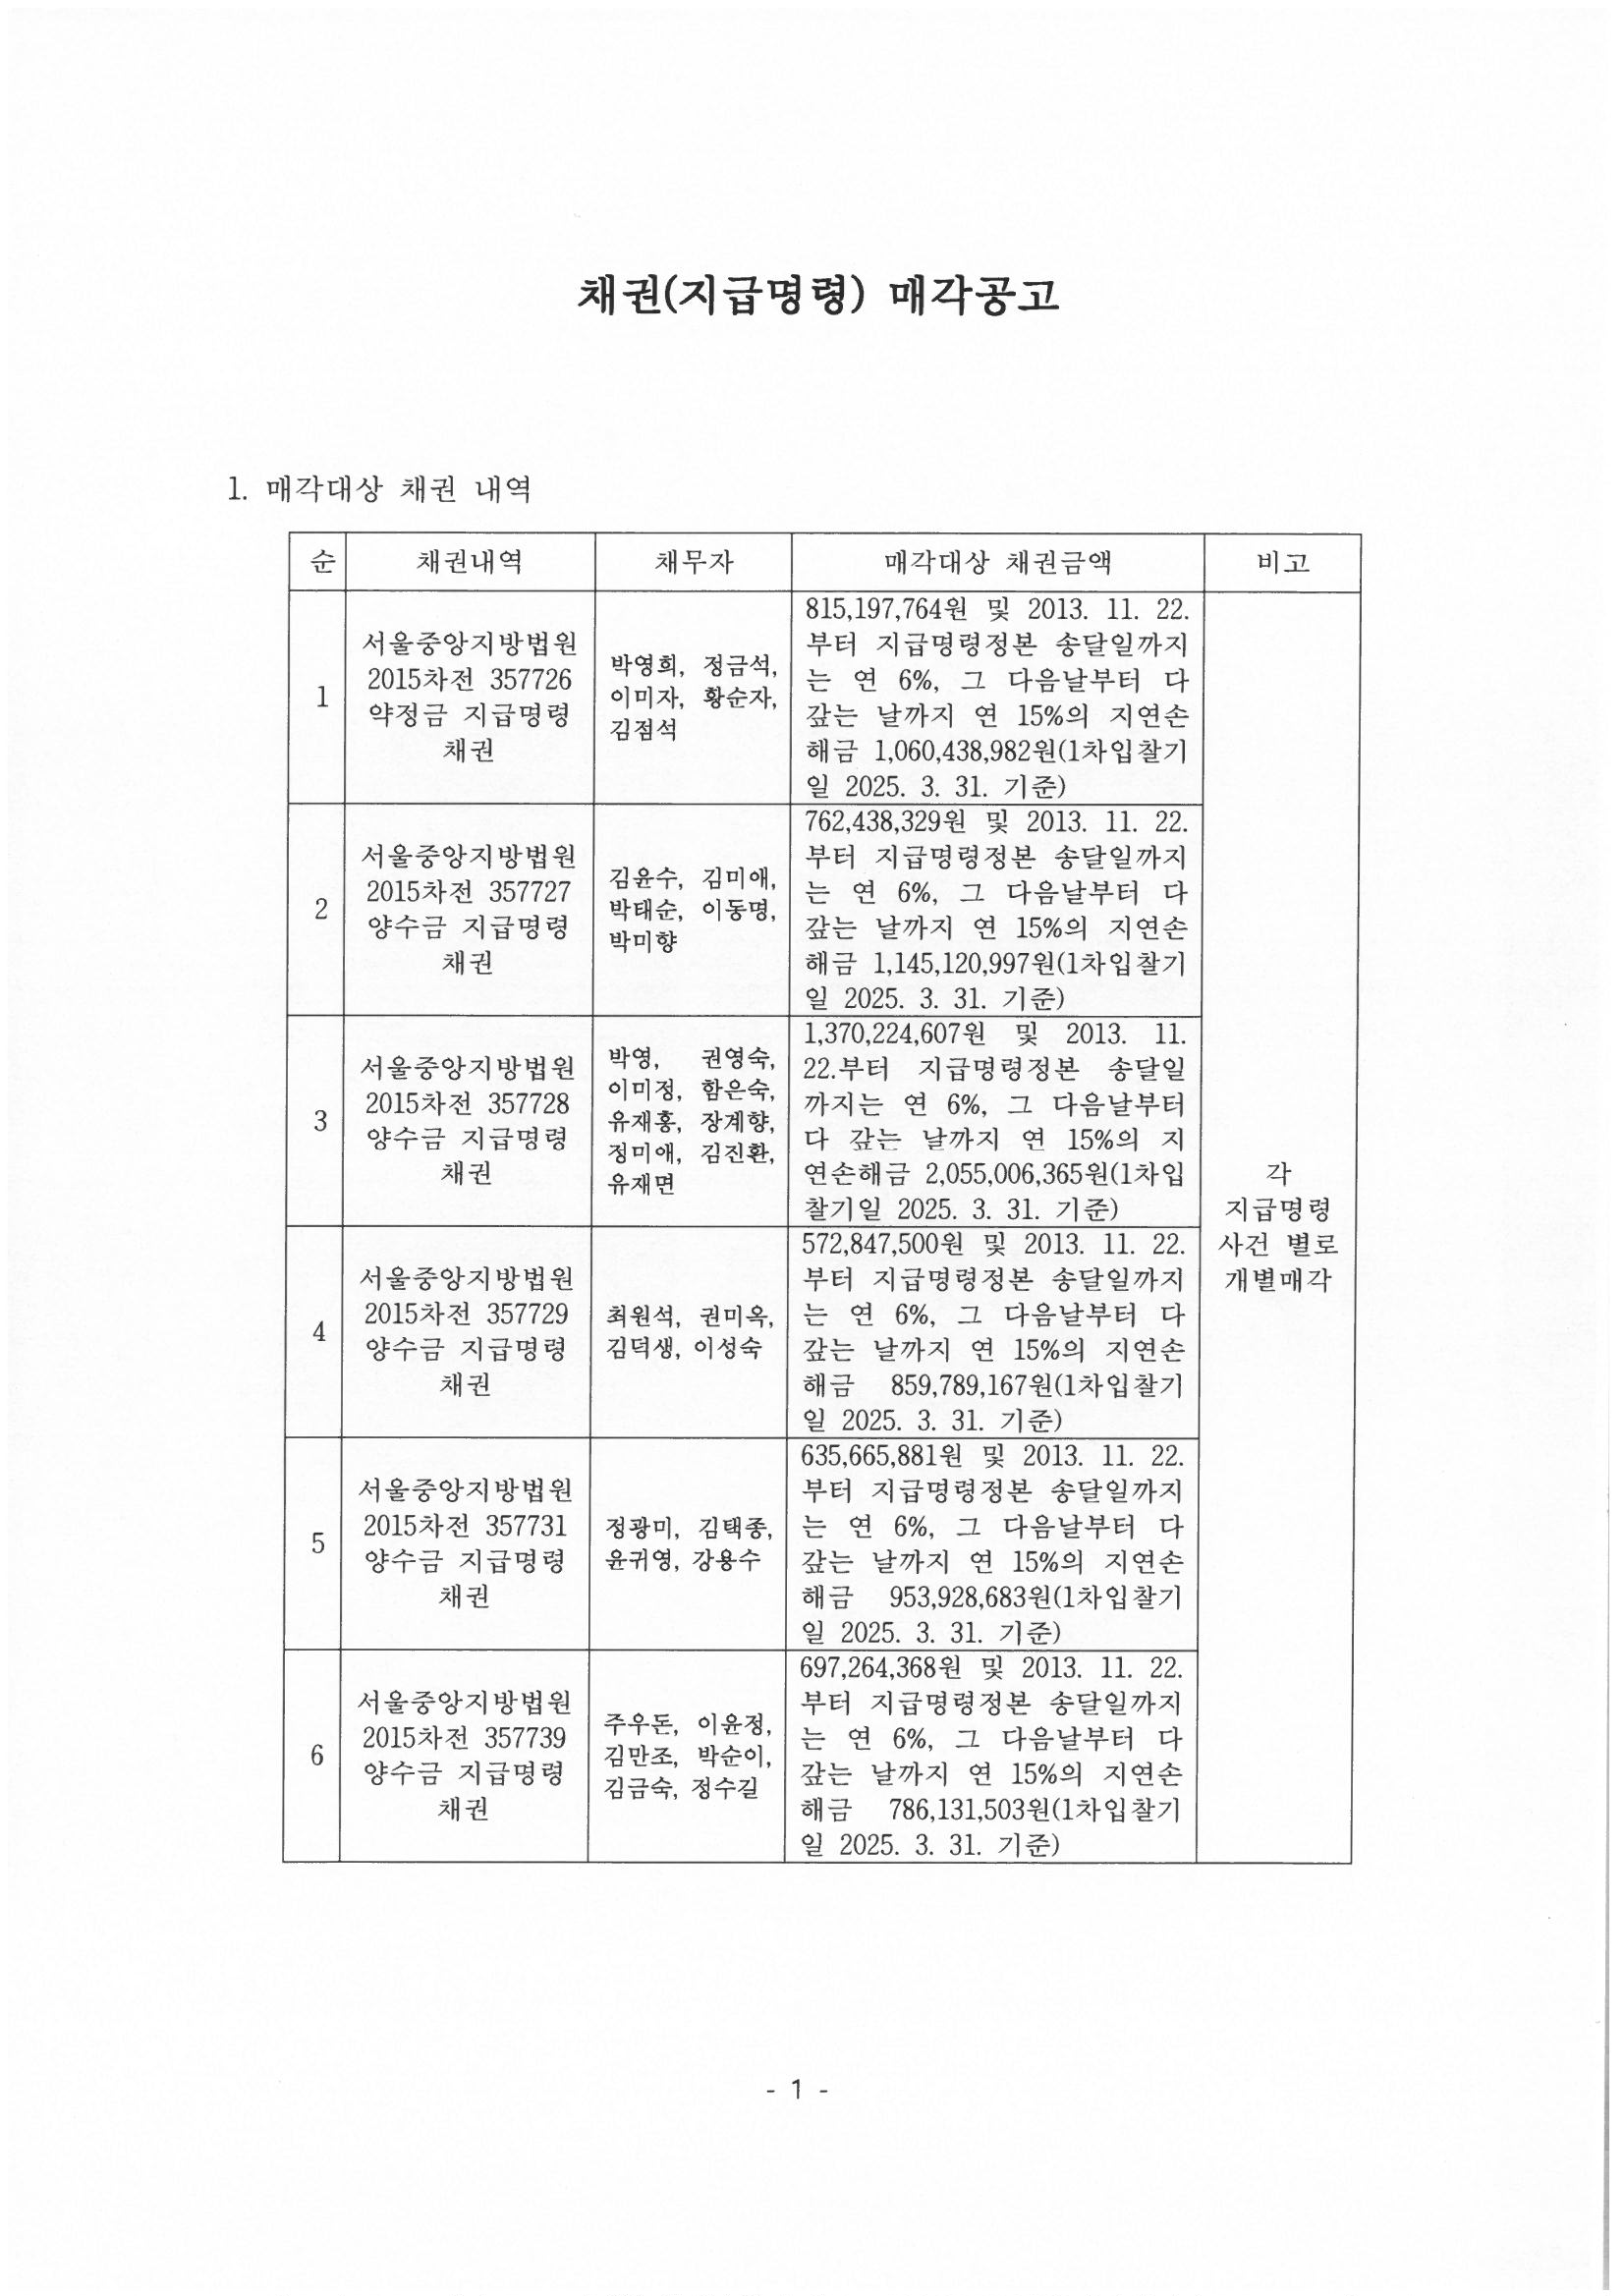 채권(지급명령) 매각공고
1. 매각대상 채권 내역
순 채권내역 채무자 매각대상 채권금액 비고
1
서울중앙지방법원
2015차전 357726
약정금 지급명령
채권
박영희, 정금석,
이미자, 황순자,
김점석
815,197,764원 및 2013. 11. 22.
부터 지급명령정본 송달일까지
는 연 6%, 그 다음날부터 다
갚는 날까지 연 15%의 지연손
해금 1,060,438,982원(1차입찰기
일 2025. 3. 31. 기준)
2
서울중앙지방법원
2015차전 357727
양수금 지급명령
채권
김윤수, 김미애,
박태순, 이동명,
박미향
762,438,329원 및 2013. 11. 22.
부터 지급명령정본 송달일까지
는 연 6%, 그 다음날부터 다
갚는 날까지 연 15%의 지연손
해금 1,145,120,997원(1차입찰기
일 2025. 3. 31. 기준)
3
서울중앙지방법원
2015차전 357728
양수금 지급명령
채권
박영, 권영숙,
이미정, 함은숙,
유재홍, 장계향,
정미애, 김진환,
유재면
1,370,224,607원 및 2013. 11.
22.부터 지급명령정본 송달일
까지는 연 6%, 그 다음날부터
다 갚는 날까지 연 15%의 지
연손해금 2,055,006,365원(1차입
찰기일 2025. 3. 31. 기준)
4
서울중앙지방법원
2015차전 357729
양수금 지급명령
채권
최원석, 권미옥,
김덕생, 이성숙
572,847,500원 및 2013. 11. 22.
부터 지급명령정본 송달일까지
는 연 6%, 그 다음날부터 다
갚는 날까지 연 15%의 지연손
해금 859,789,167원(1차입찰기
일 2025. 3. 31. 기준)
5
서울중앙지방법원
2015차전 357731
양수금 지급명령
채권
정광미, 김택종,
윤귀영, 강용수
635,665,881원 및 2013. 11. 22.
부터 지급명령정본 송달일까지
는 연 6%, 그 다음날부터 다
갚는 날까지 연 15%의 지연손
해금 953,928,683원(1차입찰기
일 2025. 3. 31. 기준)
6
서울중앙지방법원
2015차전 357739
양수금 지급명령
채권
주우돈, 이윤정,
김만조, 박순이,
김금숙, 정수길
697,264,368원 및 2013. 11. 22.
부터 지급명령정본 송달일까지
는 연 6%, 그 다음날부터 다
갚는 날까지 연 15%의 지연손
해금 786,131,503원(1차입찰기
일 2025. 3. 31. 기준)
각
지급명령
사건 별로
개별매각
- 1 -